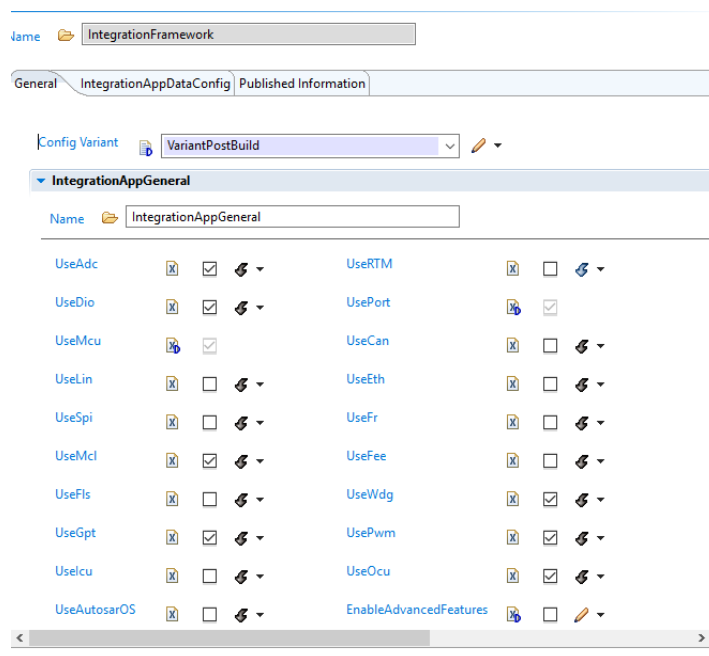 Name IntegrationFramework
General IntegrationAppDataConfig Published Information
Config Variant VariantPostBuild
IntegrationAppGeneral
Name IntegrationAppGeneral
UseAdc UseRTM
UseDio UsePort
UseMcu UseCan
UseLin UseEth
UseSpi UseFr
UseMcl UseFee
UseFls UseWdg
UseGpt UsePwm
UseIcu UseOcu
UseAutosarOS EnableAdvancedFeatures